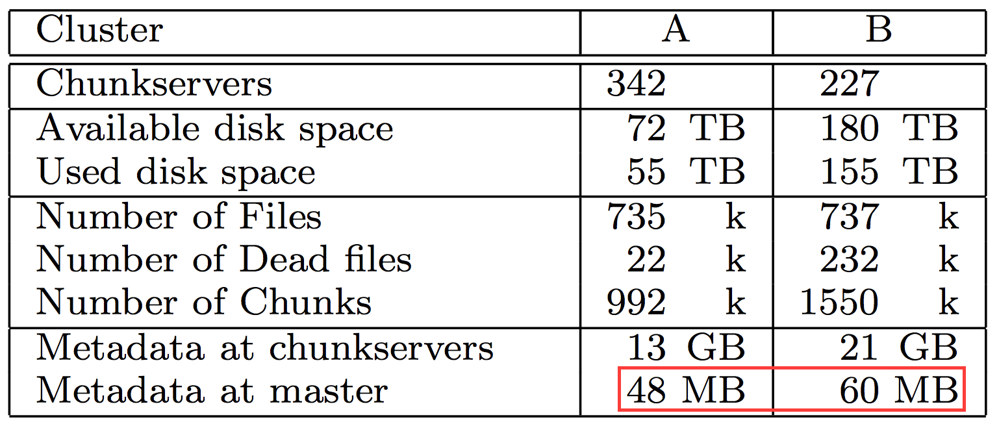 Cluster A B
Chunkservers 342 227
Available disk space 72 TB 180 TB
Used disk space 55 TB 155 TB
Number of Files 735 k 737 k
Number of Dead files 22 k 232 k
Number of Chunks 992 k 1550 k
Metadata at chunkservers 13 GB 21 GB
Metadata at master 48 MB 60 MB